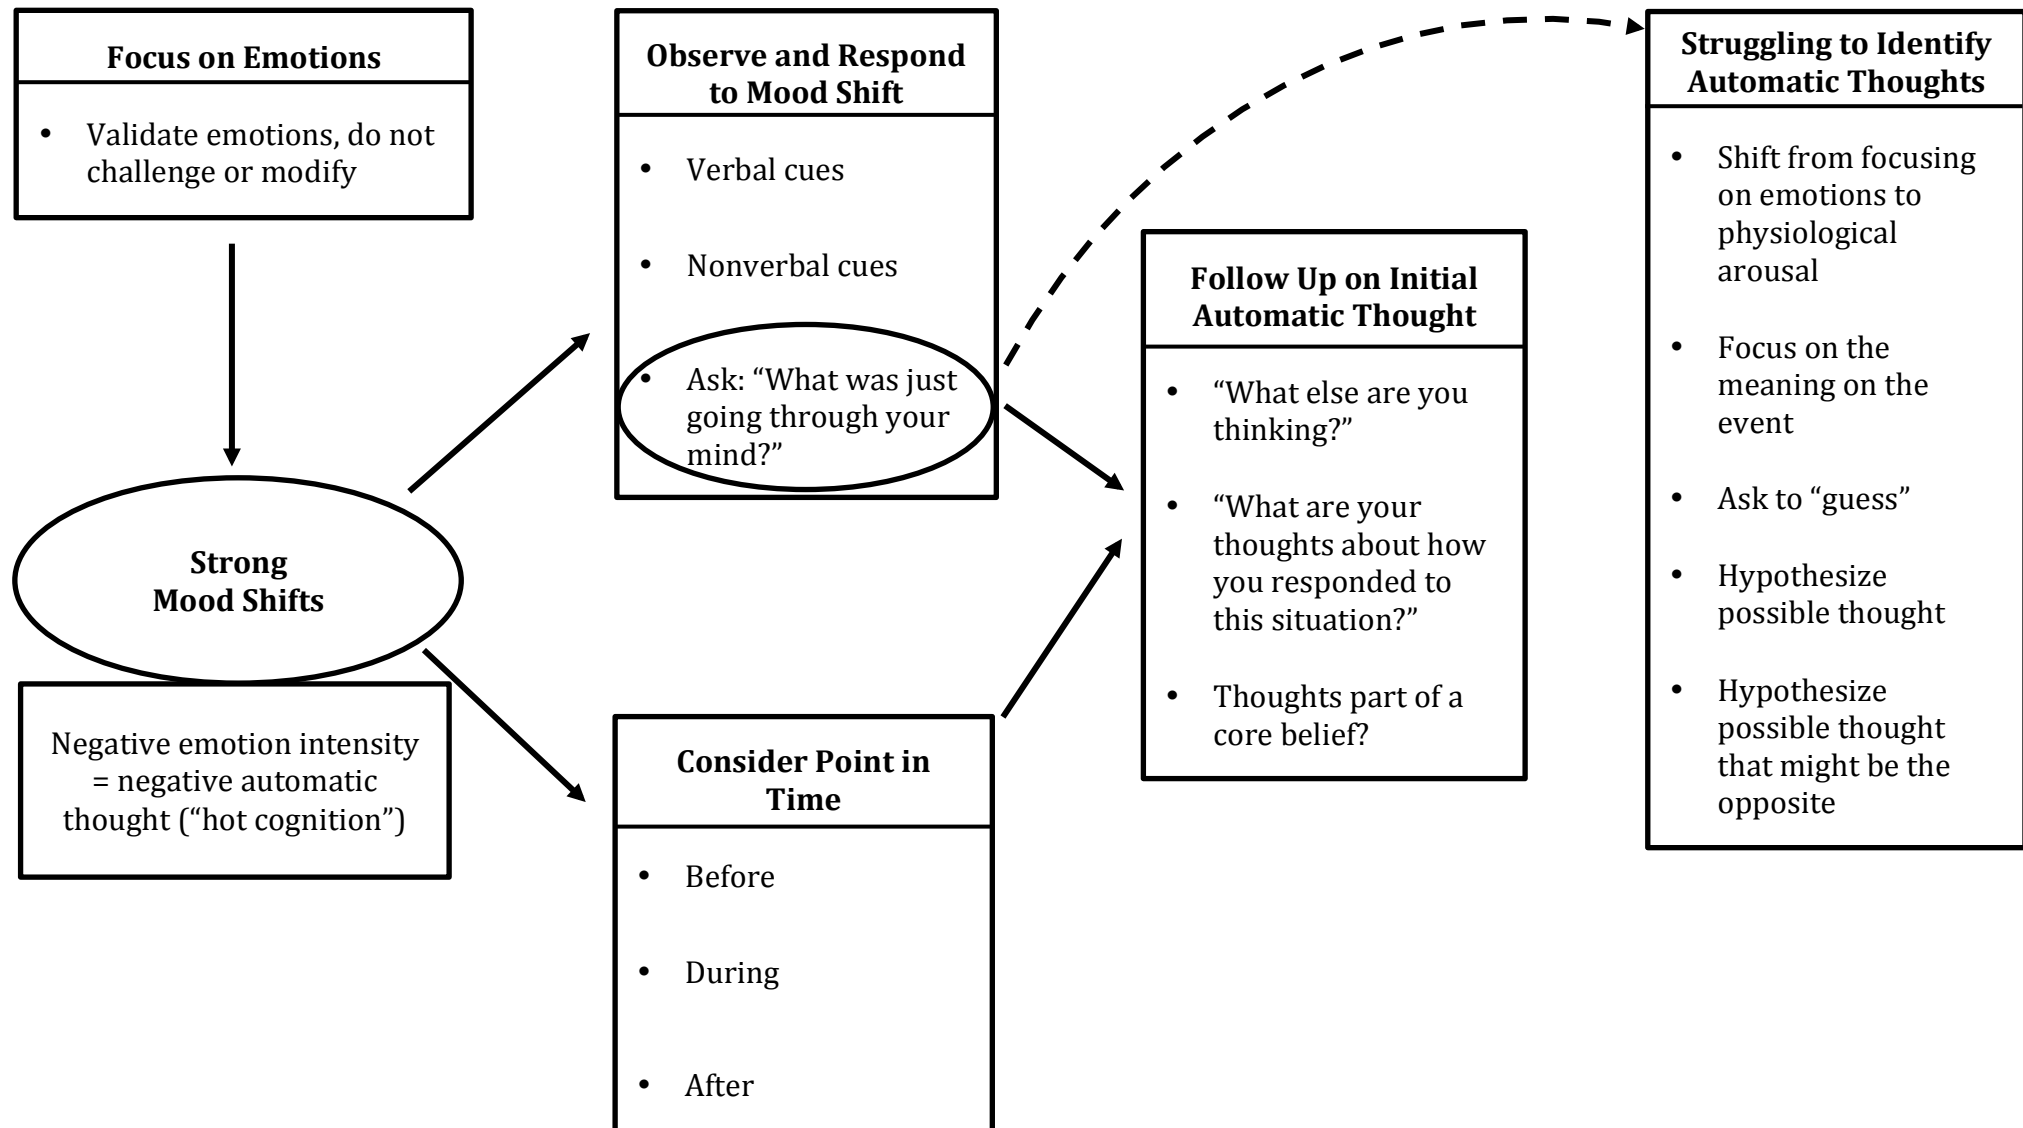 Focus on Emotions
• Validate emotions, do not
challenge or modify
Strong
Mood Shifts
Negative emotion intensity
= negative automatic
thought (“hot cognition”)
Observe and Respond
to Mood Shift
• Verbal cues
• Nonverbal cues
• Ask: “What was just
going through your
mind?”
Consider Point in
Time
• Before
• During
• After
Follow Up on Initial
Automatic Thought
• “What else are you
thinking?”
• “What are your
thoughts about how
you responded to
this situation?”
• Thoughts part of a
core belief?
Struggling to Identify
Automatic Thoughts
• Shift from focusing
on emotions to
physiological
arousal
• Focus on the
meaning on the
event
• Ask to “guess”
• Hypothesize
possible thought
• Hypothesize
possible thought
that might be the
opposite